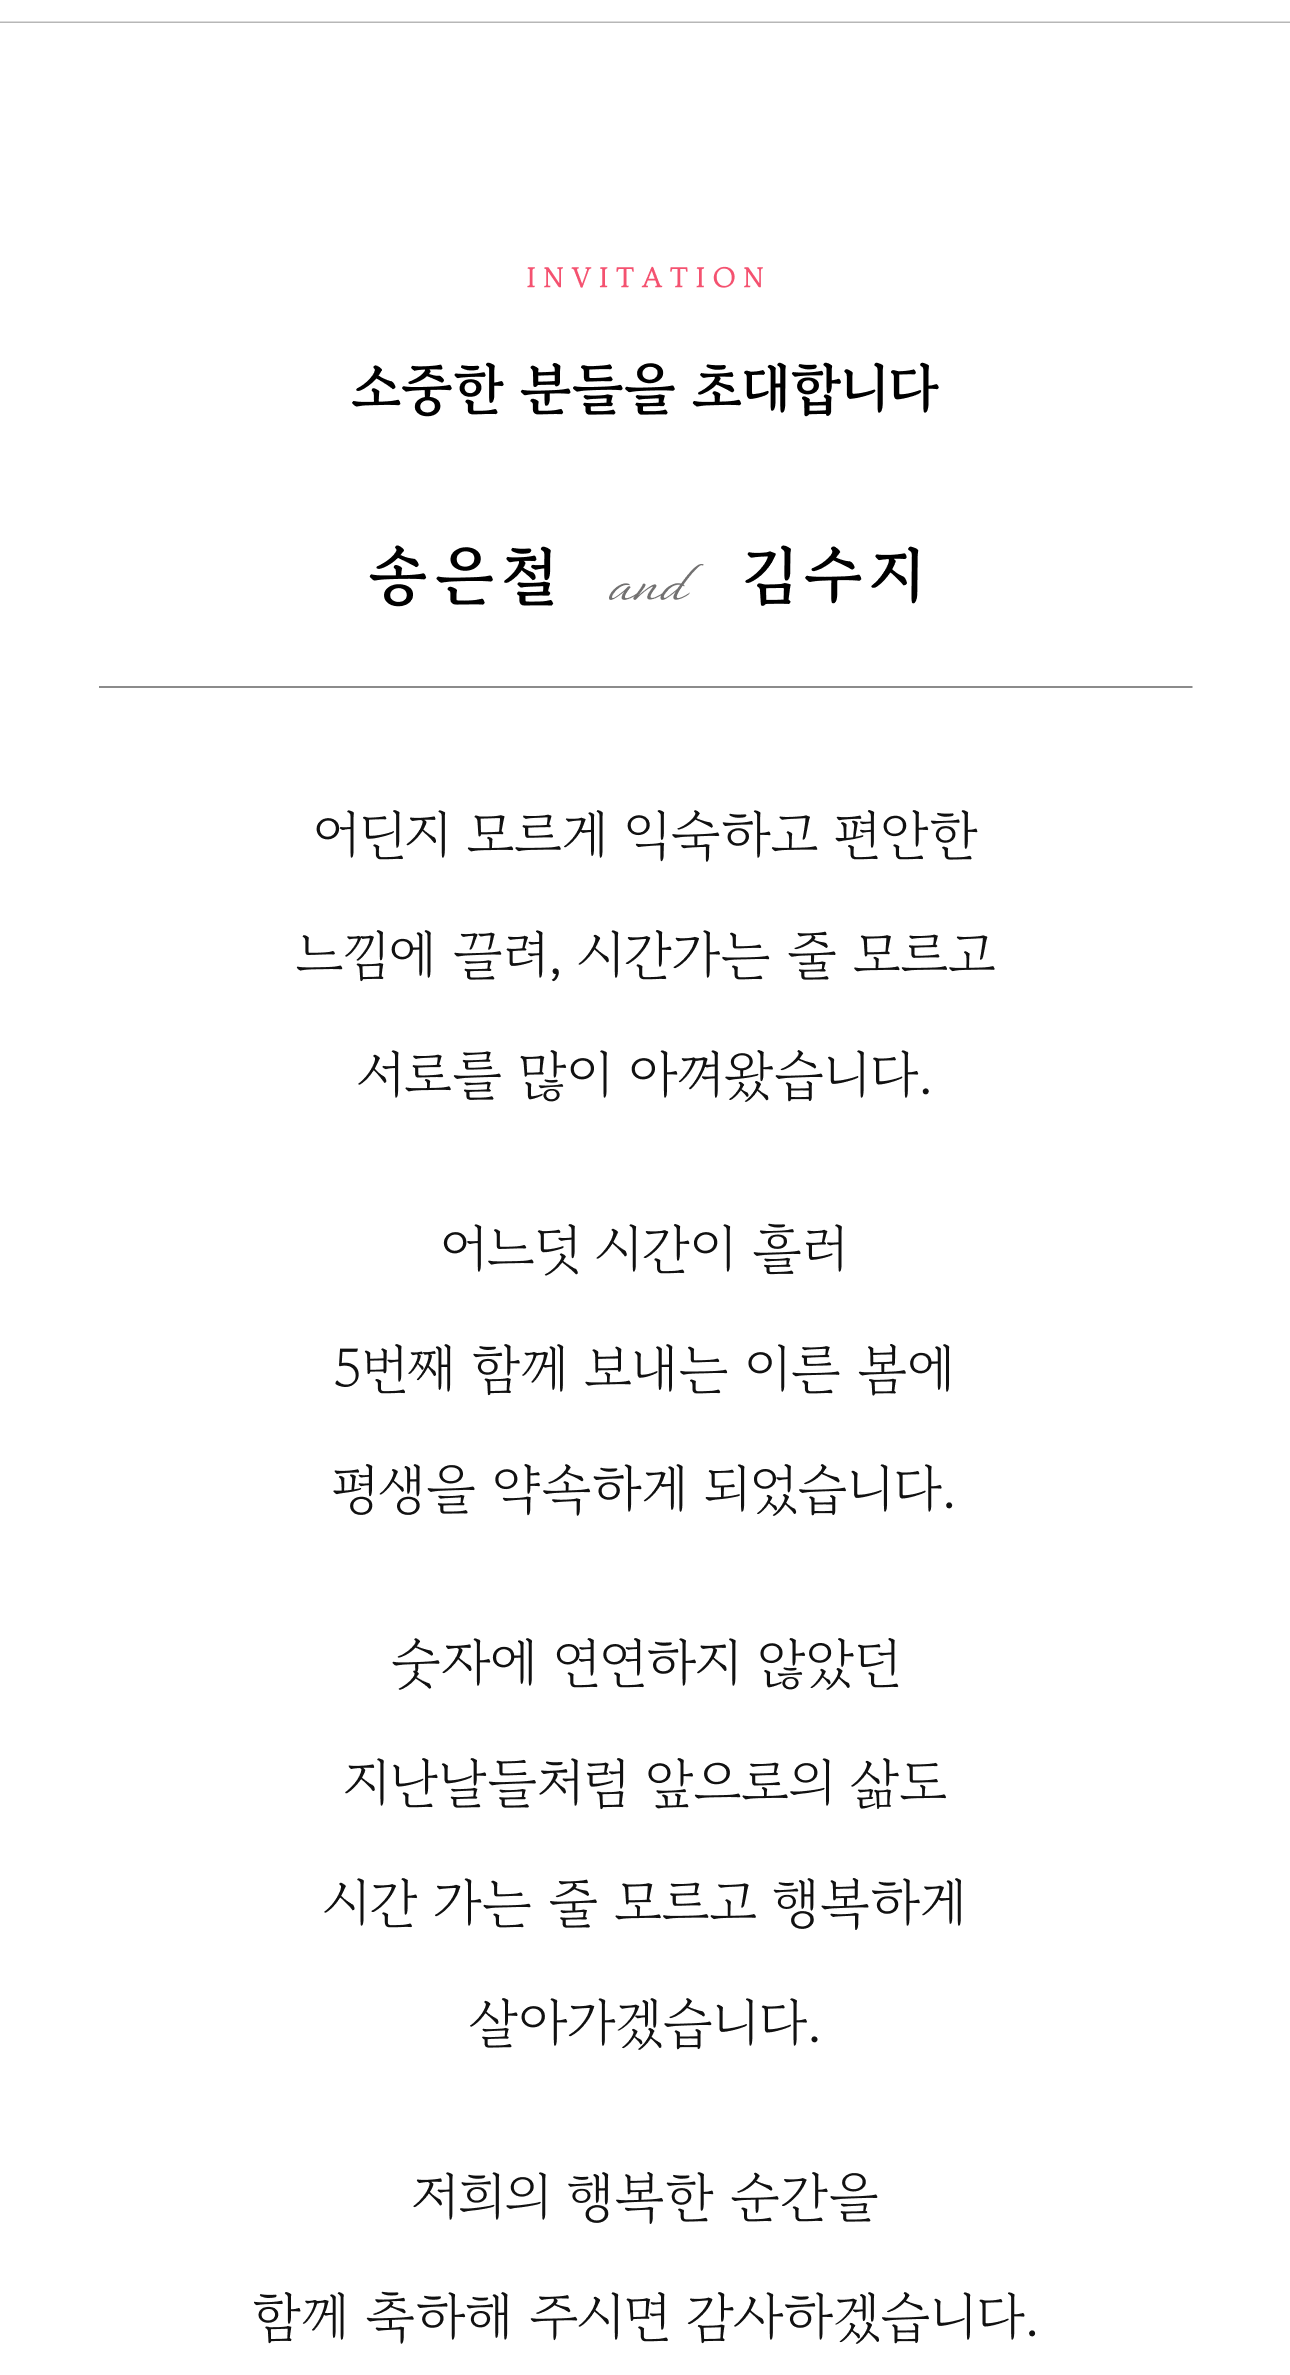 INVITATION
소중한 분들을 초대합니다
송은철 and 김수지
어딘지 모르게 익숙하고 편안한
느낌에 끌려, 시간가는 줄 모르고
서로를 많이 아껴왔습니다.
어느덧 시간이 흘러
5번째 함께 보내는 이른 봄에
평생을 약속하게 되었습니다.
숫자에 연연하지 않았던
지난날들처럼 앞으로의 삶도
시간 가는 줄 모르고 행복하게
살아가겠습니다.
저희의 행복한 순간을
함께 축하해 주시면 감사하겠습니다.